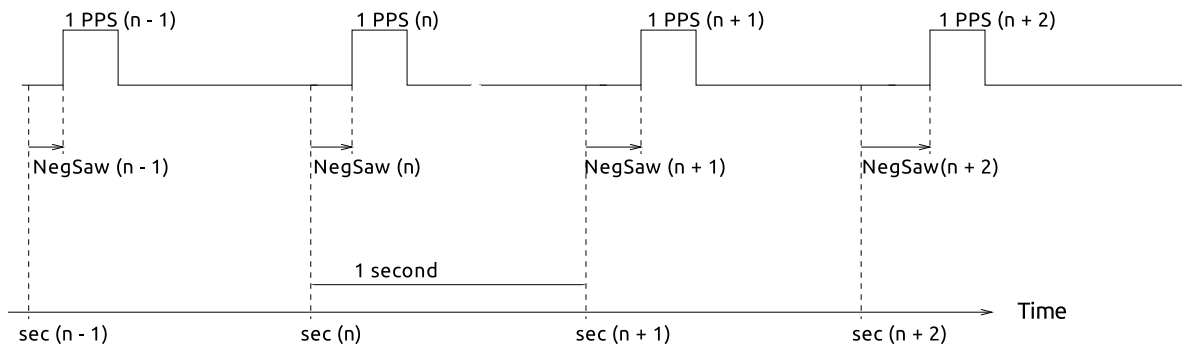 1 PPS (n - 1)
1 PPS (n)
1 PPS (n + 1)
1 PPS (n + 2)
NegSaw (n - 1)
NegSaw (n)
NegSaw (n + 1)
NegSaw(n + 2)
1 second
Time
sec (n - 1)
sec (n)
sec (n + 1)
sec (n + 2)